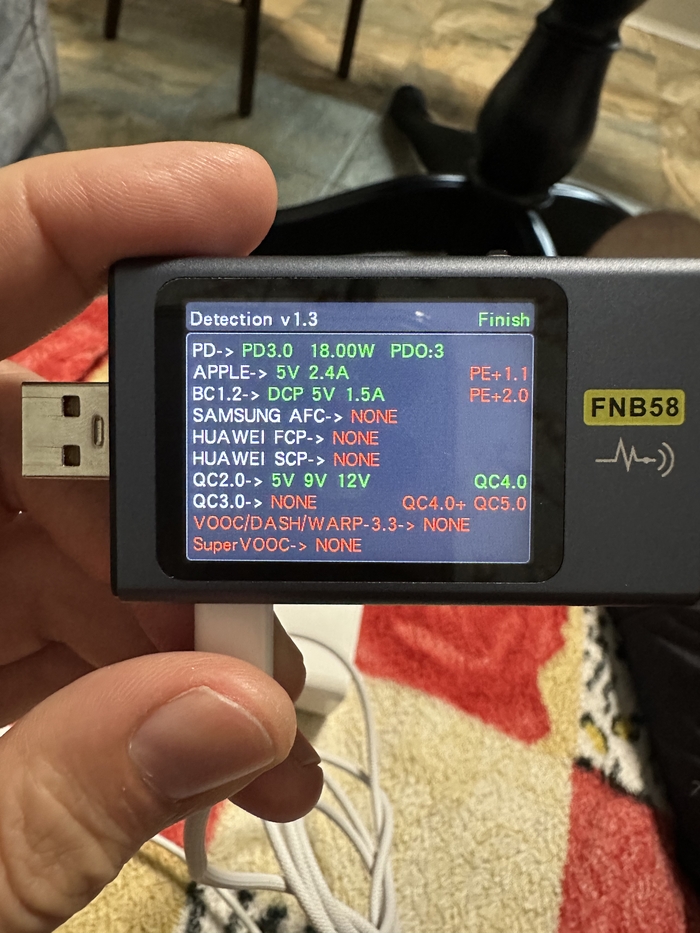 Detection v1.3 Finish
PD-> PD3.0 18.00W PDO:3
APPLE-> 5V 2.4A PE+1.1
BC1.2-> DCP 5V 1.5A PE+2.0
SAMSUNG AFC-> NONE
HUAWEI FCP-> NONE
HUAWEI SCP-> NONE
QC2.0-> 5V 9V 12V QC4.0
QC3.0-> NONE QC4.0+ QC5.0
VOOC/DASH/WARP-3.3-> NONE
SuperVOOC-> NONE
FNB58